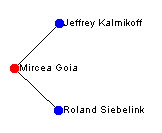 Jeffrey Kalmikoff
Mircea Goia
Roland Siebelink